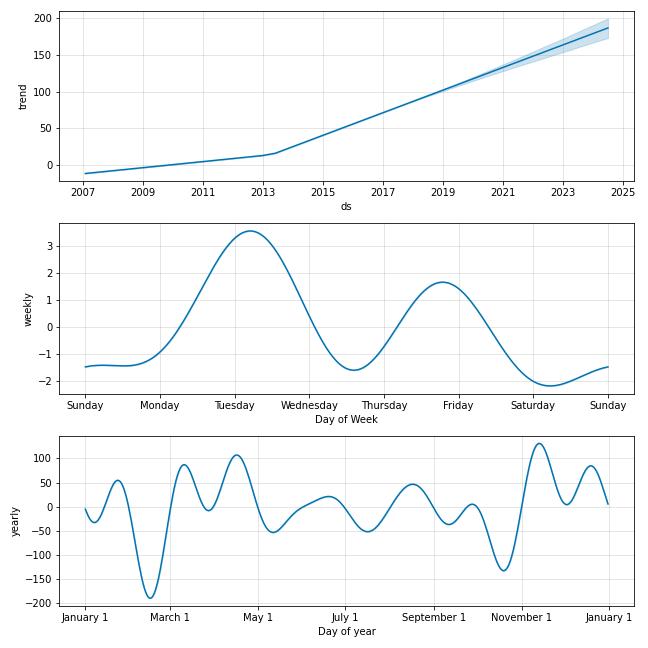 200
150
100
50
0
trend
2007 2009 2011 2013 2015 2017 2019 2021 2023 2025
ds
3
2
1
0
−1
−2
weekly
Sunday Monday Tuesday Wednesday Thursday Friday Saturday Sunday
Day of Week
100
50
0
−50
−100
−150
−200
yearly
January 1 March 1 May 1 July 1 September 1 November 1 January 1
Day of year